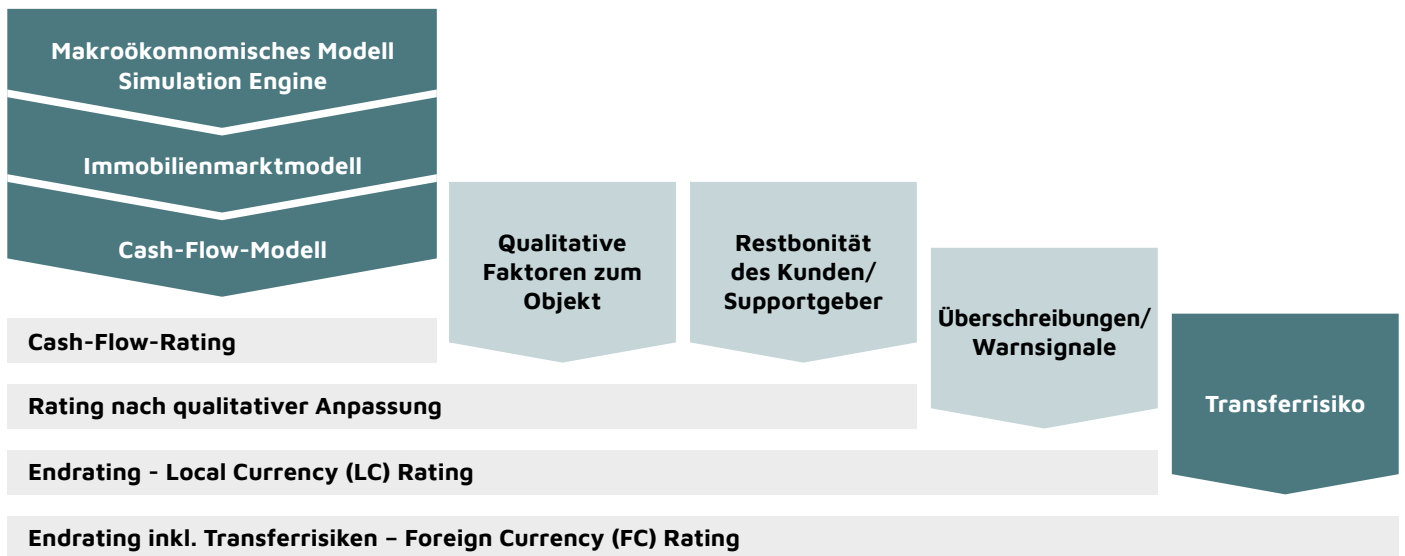 Makroökomnomisches Modell
Simulation Engine
Immobilienmarktmodell
Cash-Flow-Modell
Qualitative
Faktoren zum
Objekt
Restbonität
des Kunden/
Supportgeber
Überschreibungen/
Warnsignale
Transferrisiko
Cash-Flow-Rating
Rating nach qualitativer Anpassung
Endrating - Local Currency (LC) Rating
Endrating inkl. Transferrisiken – Foreign Currency (FC) Rating